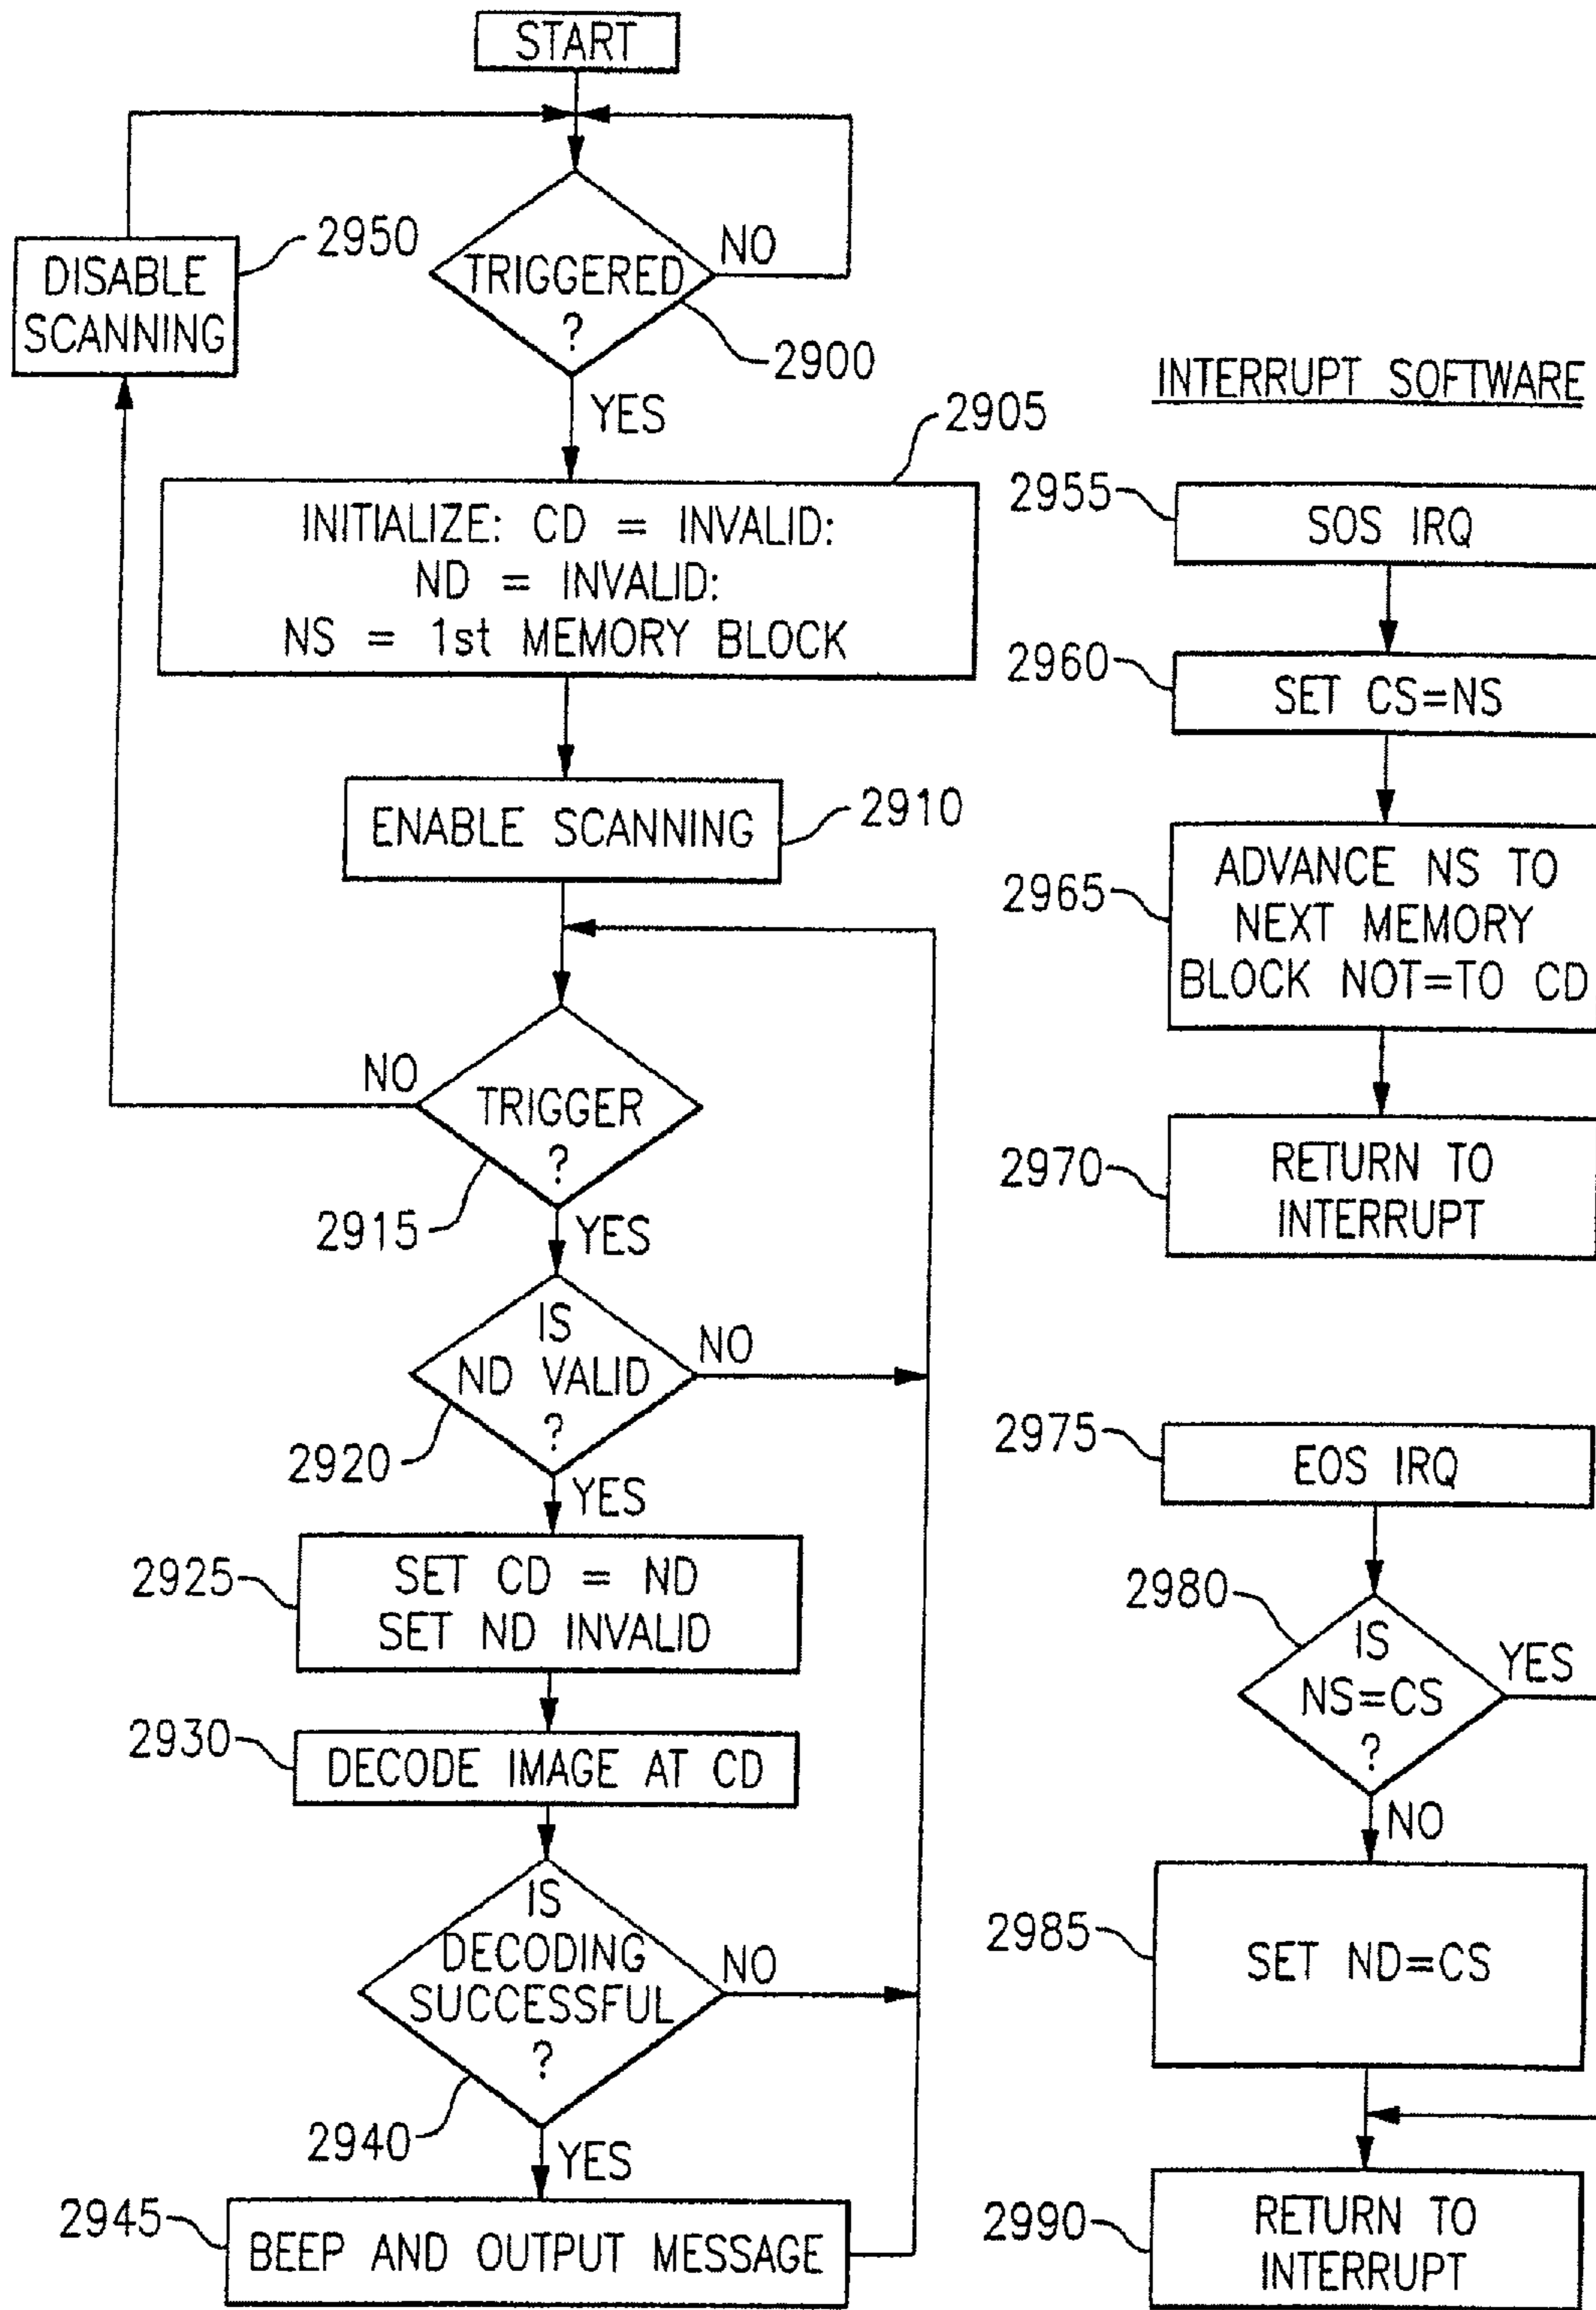 START
2950
DISABLE
SCANNING
TRIGGERED
?
NO
2900
YES
2905
INITIALIZE: CD = INVALID:
ND = INVALID:
NS = 1st MEMORY BLOCK
ENABLE SCANNING
2910
NO
TRIGGER
?
2915
YES
IS
ND VALID
?
NO
2920
YES
2925
SET CD = ND
SET ND INVALID
2930
DECODE IMAGE AT CD
IS
DECODING
SUCCESSFUL
?
NO
2940
YES
2945
BEEP AND OUTPUT MESSAGE
INTERRUPT SOFTWARE
2955
SOS IRQ
2960
SET CS=NS
2965
ADVANCE NS TO
NEXT MEMORY
BLOCK NOT=TO CD
2970
RETURN TO
INTERRUPT
2975
EOS IRQ
2980
IS
NS=CS
?
YES
NO
2985
SET ND=CS
2990
RETURN TO
INTERRUPT